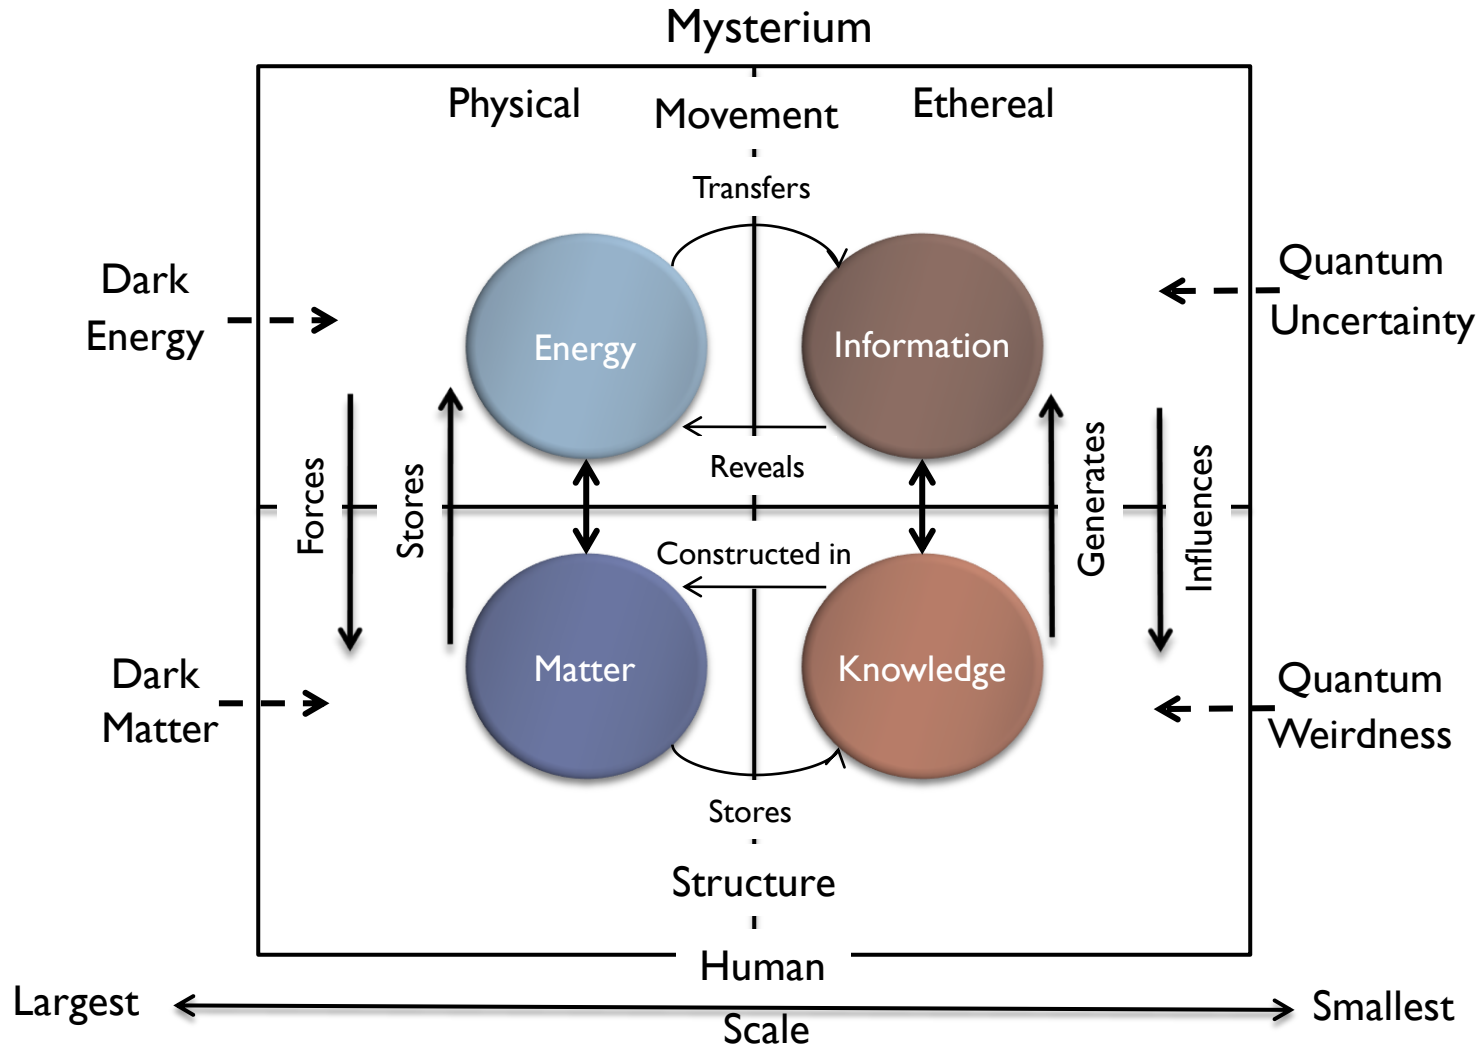 Mysterium
Physical
Movement
Ethereal
Transfers
Dark
Energy
Quantum
Uncertainty
Energy
Information
Reveals
Forces
Stores
Generates
Influences
Constructed in
Dark
Matter
Quantum
Weirdness
Matter
Knowledge
Stores
Structure
Human
Largest
Scale
Smallest